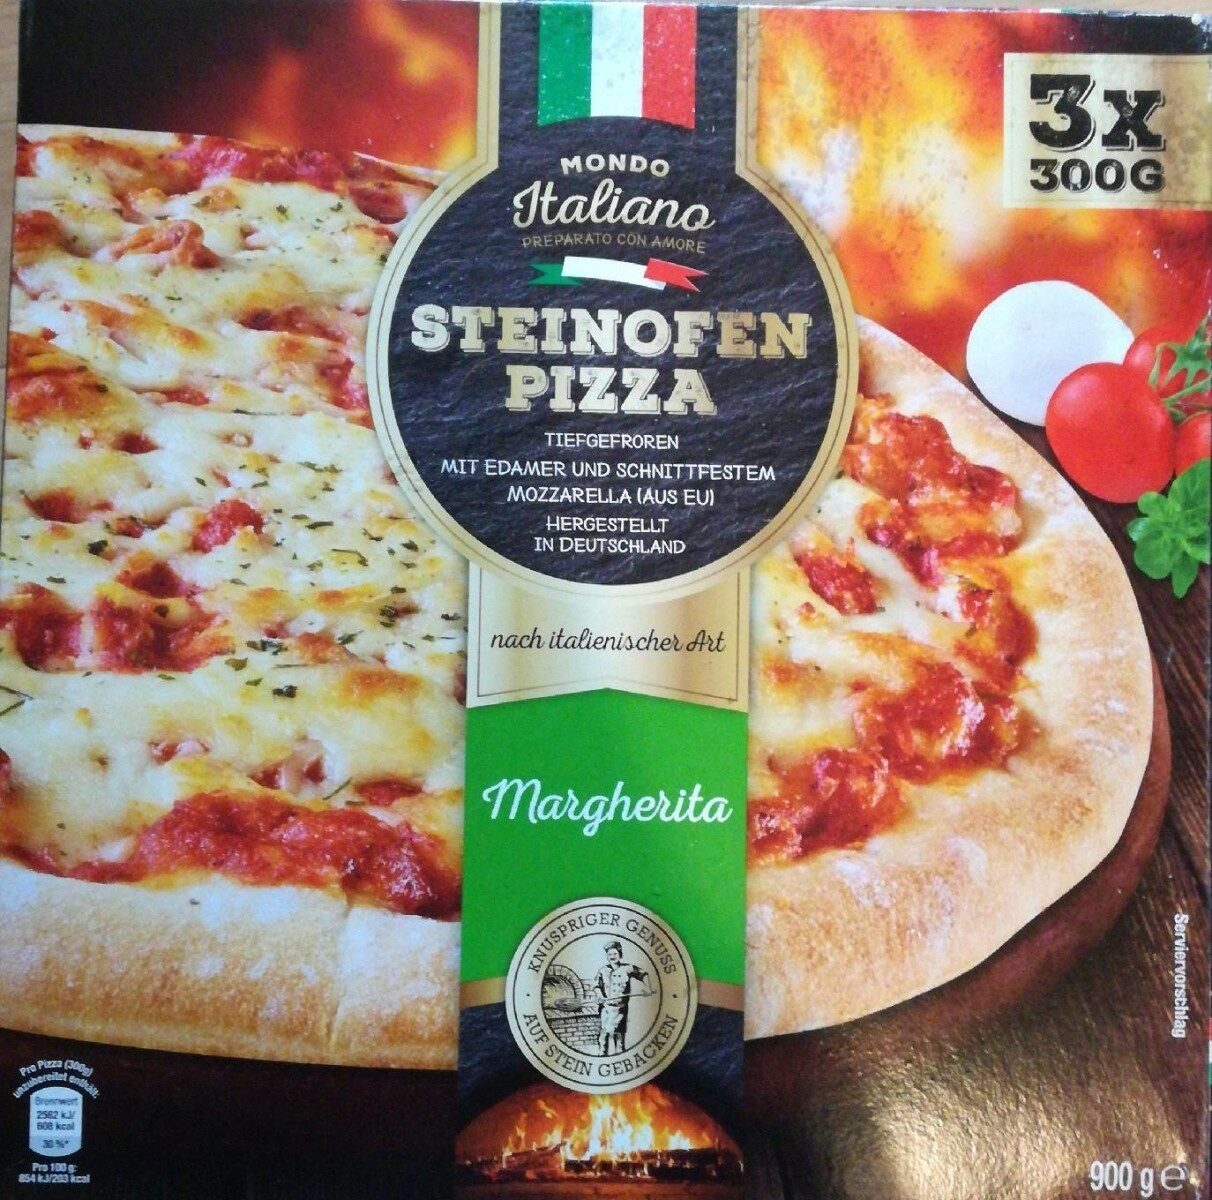 MONDO
Italiano
PREPARATO CON AMORE
STEINOFEN
PIZZA
TIEFGEFROREN
MIT EDAMER UND SCHNITTFESTEM
MOZZARELLA (AUS EU)
HERGESTELLT
IN DEUTSCHLAND
nach italienischer Art
Margherita
KNUSPRIGER GENUSS
AUF STEIN GEBACKEN
3x
300G
Serviervorschlag
Pro Pizza (300g)
unzubereitet enthält:
Brennwert
2562 kJ/
608 kcal
30 %*
Pro 100 g:
854 kJ/203 kcal
900 g e